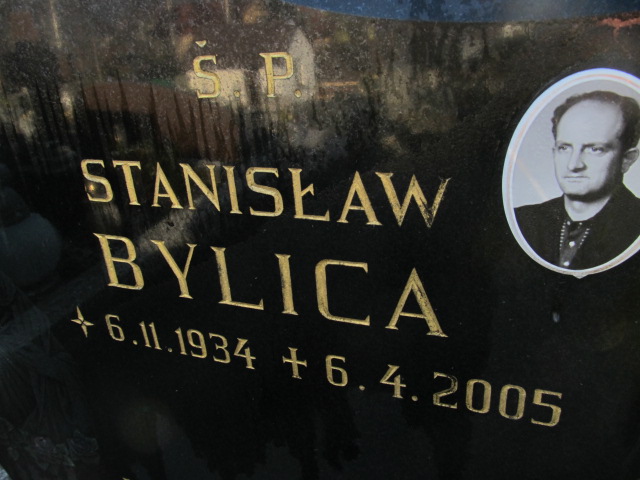 Ś. P.
STANISŁAW
BYLICA
6.11.1934 6.4.2005